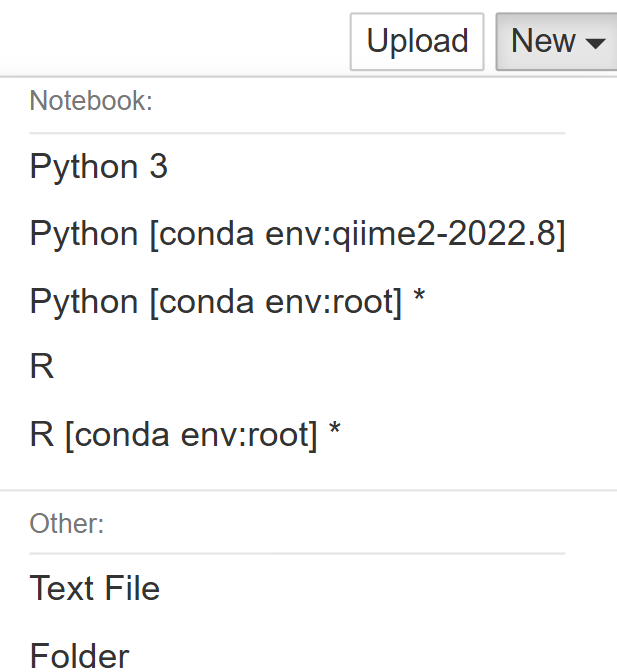 Upload New
Notebook:
Python 3
Python [conda env:qiime2-2022.8]
Python [conda env:root] *
R
R [conda env:root] *
Other:
Text File
Folder